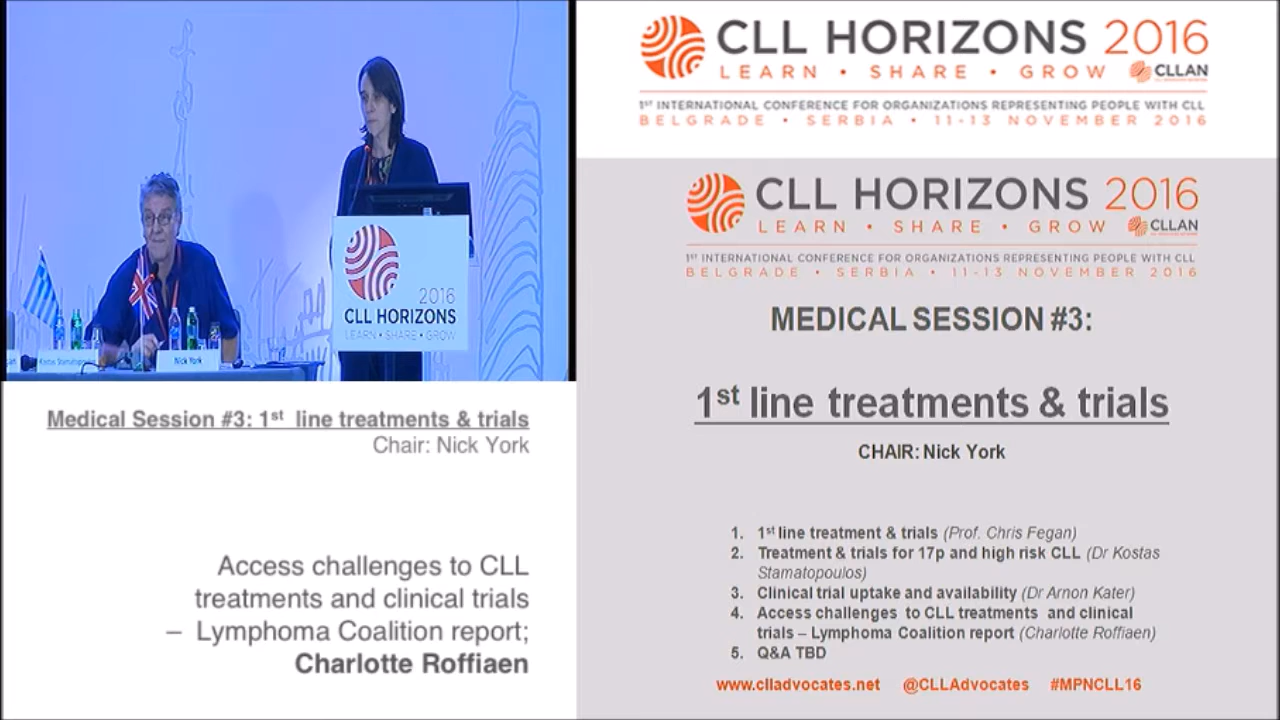 2016
CLL HORIZONS
LEARN • SHARE • GROW
Kostas Stamatopoulos
Nick York
Medical Session #3: 1st line treatments & trials
Chair: Nick York
Access challenges to CLL
treatments and clinical trials
– Lymphoma Coalition report;
Charlotte Roffiaen
CLL HORIZONS 2016
LEARN • SHARE • GROW CLLAN
1ST INTERNATIONAL CONFERENCE FOR ORGANIZATIONS REPRESENTING PEOPLE WITH CLL
BELGRADE • SERBIA • 11-13 NOVEMBER 2016
CLL HORIZONS 2016
LEARN • SHARE • GROW CLLAN
1ST INTERNATIONAL CONFERENCE FOR ORGANIZATIONS REPRESENTING PEOPLE WITH CLL
BELGRADE • SERBIA • 11-13 NOVEMBER 2016
MEDICAL SESSION #3:
1st line treatments & trials
CHAIR: Nick York
1. 1st line treatment & trials (Prof. Chris Fegan)
2. Treatment & trials for 17p and high risk CLL (Dr Kostas
Stamatopoulos)
3. Clinical trial uptake and availability (Dr Arnon Kater)
4. Access challenges to CLL treatments and clinical
trials – Lymphoma Coalition report (Charlotte Roffiaen)
5. Q&A TBD
www.clladvocates.net @CLLAdvocates #MPNCLL16